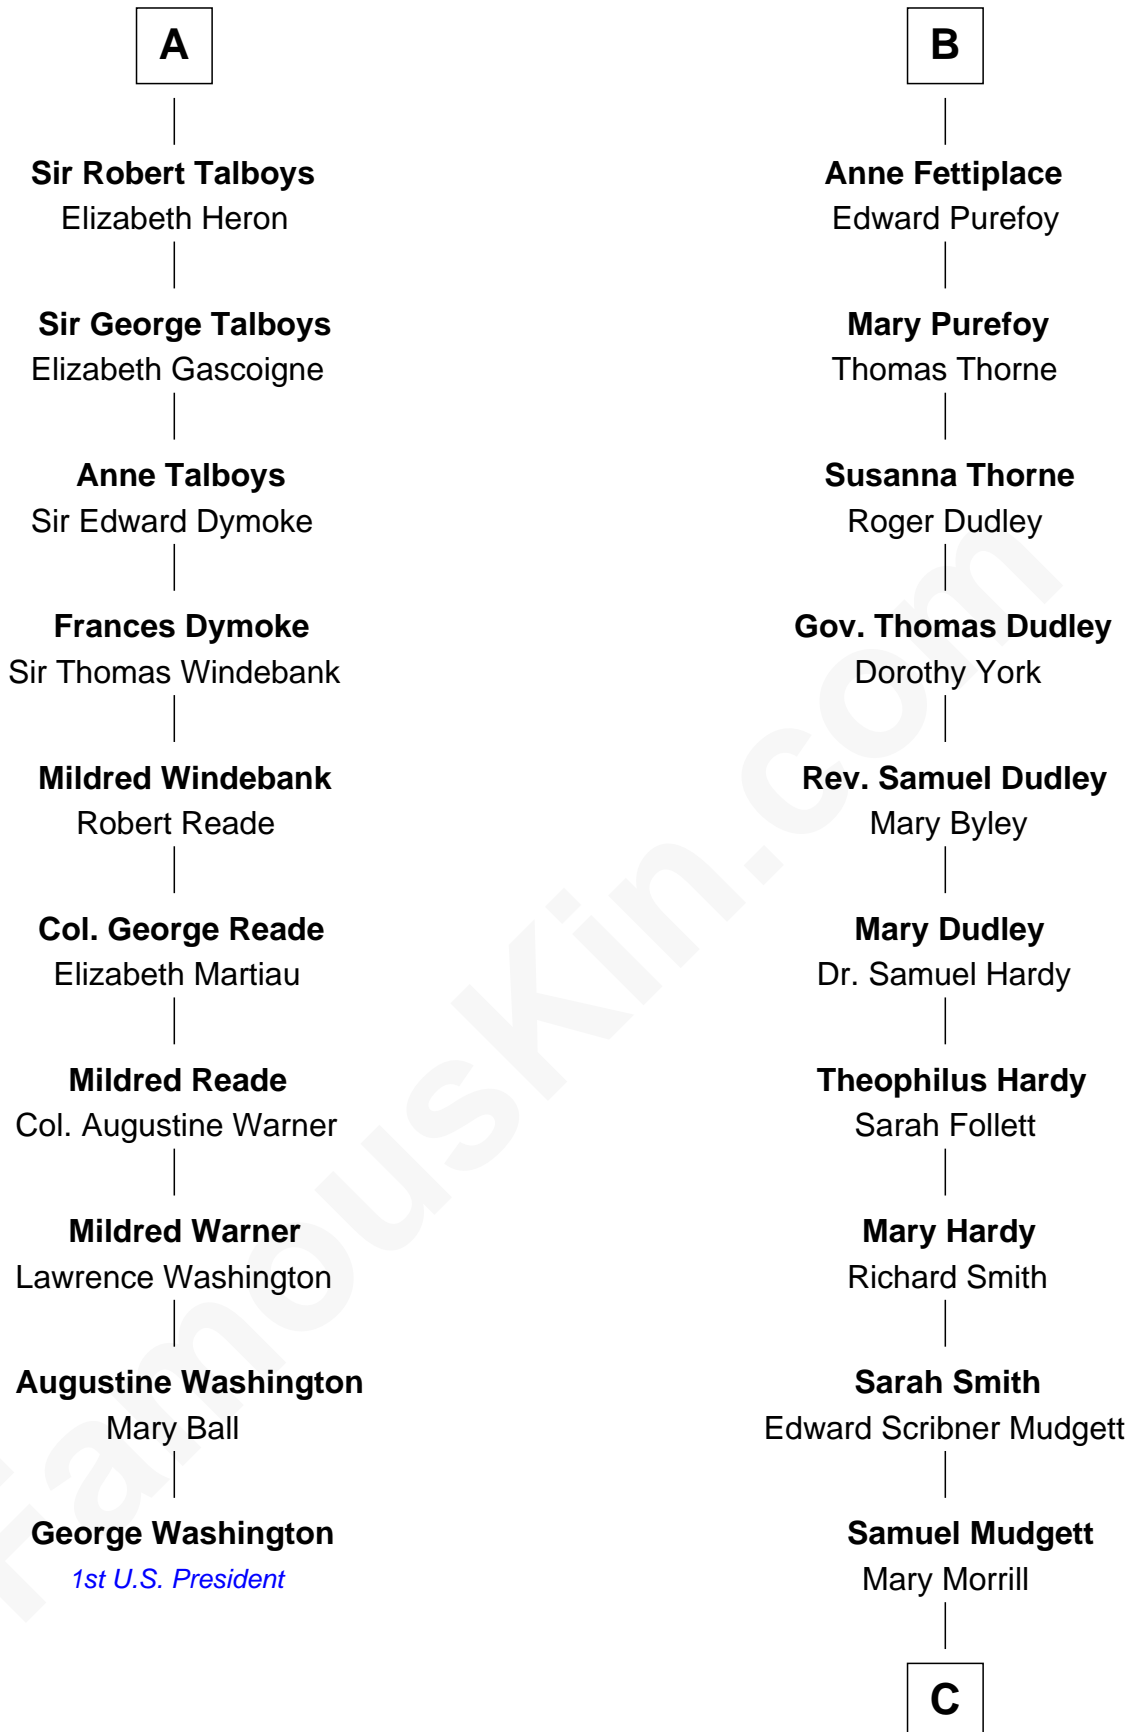 A
Sir Robert Talboys
Elizabeth Heron
Sir George Talboys
Elizabeth Gascoigne
Anne Talboys
Sir Edward Dymoke
Frances Dymoke
Sir Thomas Windebank
Mildred Windebank
Robert Reade
Col. George Reade
Elizabeth Martiau
Mildred Reade
Col. Augustine Warner
Mildred Warner
Lawrence Washington
Augustine Washington
Mary Ball
George Washington
1st U.S. President
B
Anne Fettiplace
Edward Purefoy
Mary Purefoy
Thomas Thorne
Susanna Thorne
Roger Dudley
Gov. Thomas Dudley
Dorothy York
Rev. Samuel Dudley
Mary Byley
Mary Dudley
Dr. Samuel Hardy
Theophilus Hardy
Sarah Follett
Mary Hardy
Richard Smith
Sarah Smith
Edward Scribner Mudgett
Samuel Mudgett
Mary Morrill
C
FamousKin.com